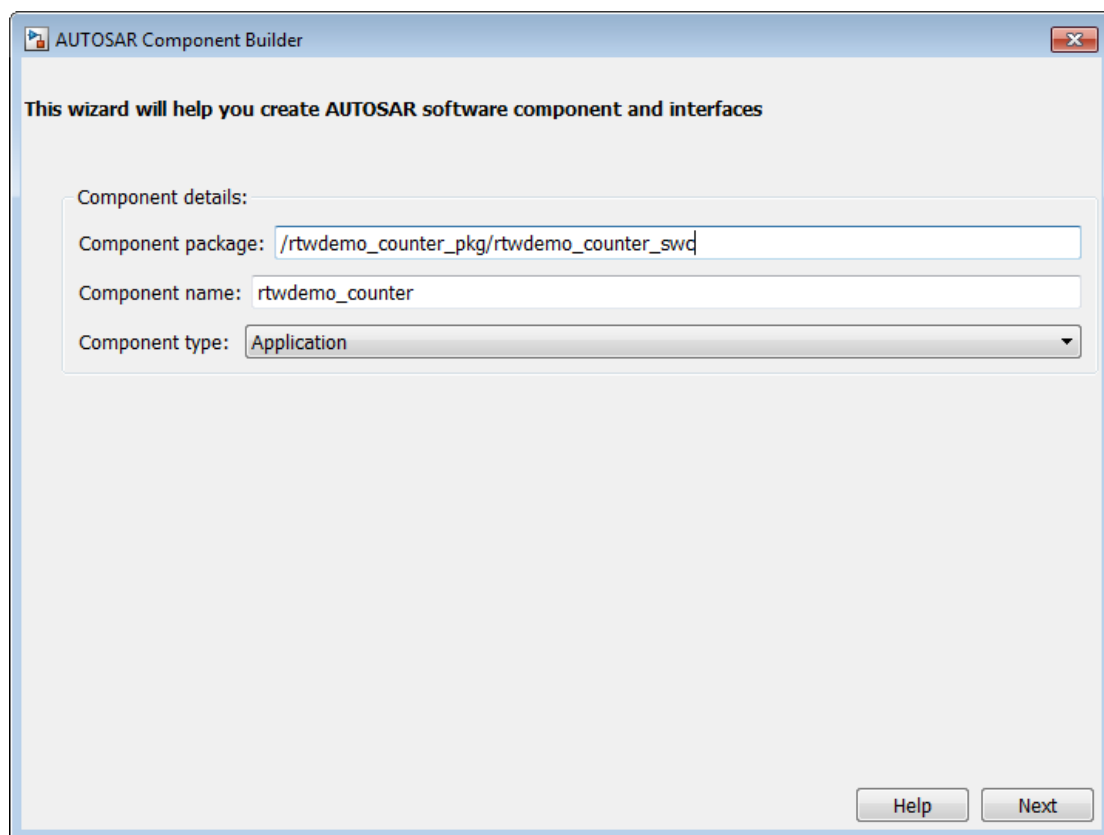 AUTOSAR Component Builder
This wizard will help you create AUTOSAR software component and interfaces
Component details:
Component package: /rtwdemo_counter_pkg/rtwdemo_counter_swc
Component name: rtwdemo_counter
Component type: Application
Help Next